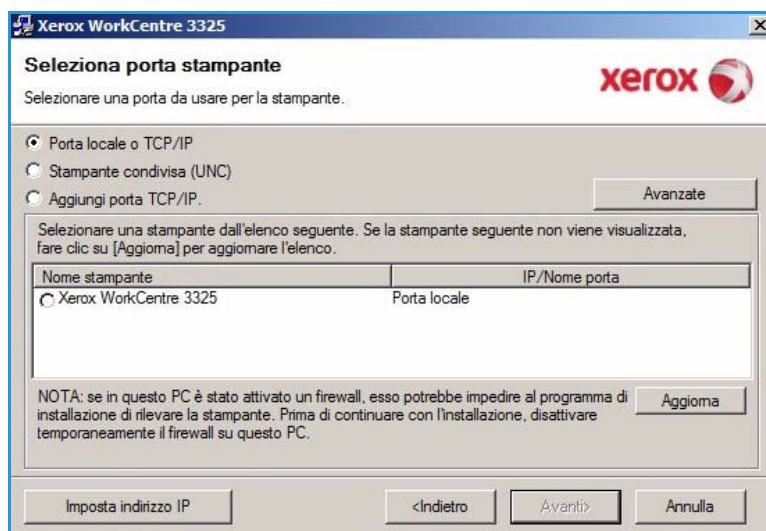 Xerox WorkCentre 3325
Seleziona porta stampante
Selezionare una porta da usare per la stampante.
xerox
Porta locale o TCP/IP
Stampante condivisa (UNC)
Aggiungi porta TCP/IP.
Avanzate
Selezionare una stampante dall'elenco seguente. Se la stampante seguente non viene visualizzata,
fare clic su [Aggiorna] per aggiornare l'elenco.
Nome stampante IP/Nome porta
Xerox WorkCentre 3325 Porta locale
NOTA: se in questo PC è stato attivato un firewall, esso potrebbe impedire al programma di
installazione di rilevare la stampante. Prima di continuare con l'installazione, disattivare
temporaneamente il firewall su questo PC.
Aggiorna
Imposta indirizzo IP <Indietro Avanti> Annulla